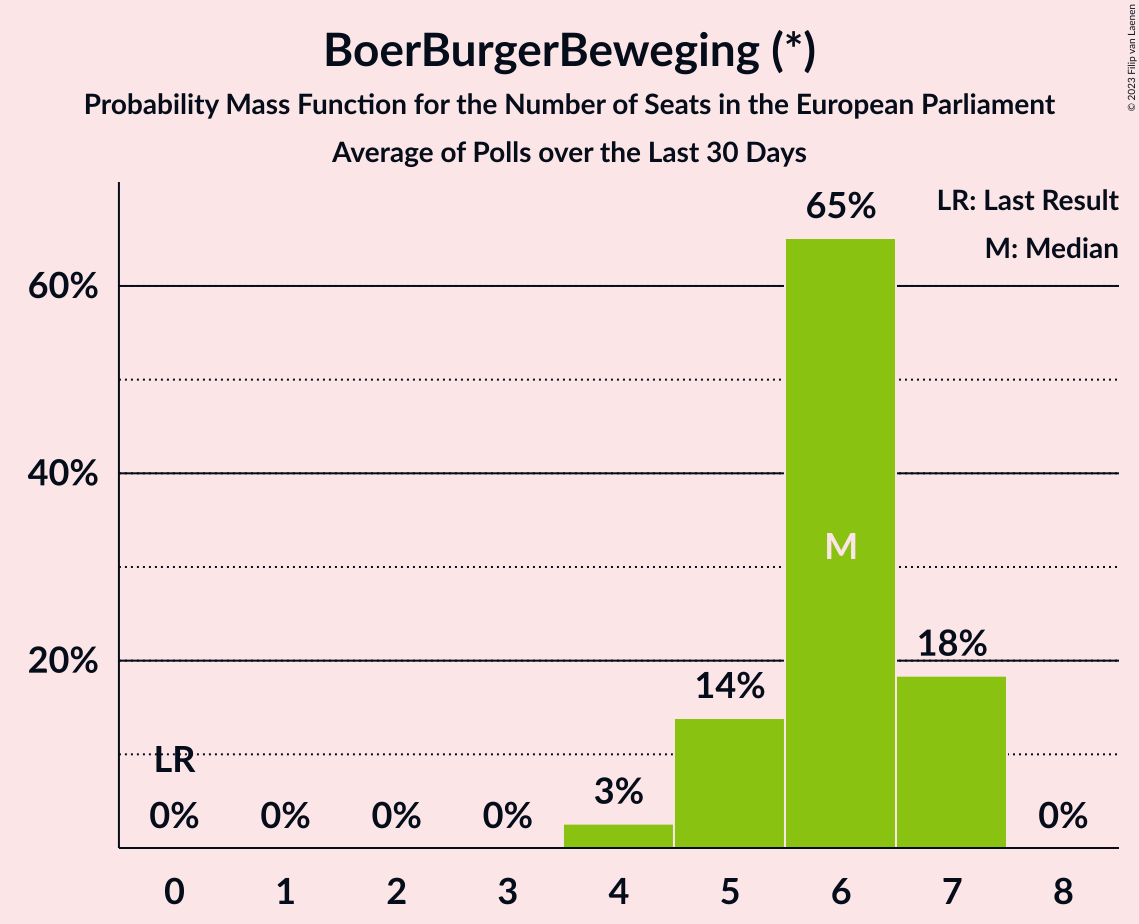 © 2023 Filip van Laenen
BoerBurgerBeweging (*)
Probability Mass Function for the Number of Seats in the European Parliament
Average of Polls over the Last 30 Days
LR: Last Result
M: Median
65%
60%
40%
M
20%
18%
14%
LR
3%
0%
0%
0%
0%
0%
0 1 2 3 4 5 6 7 8